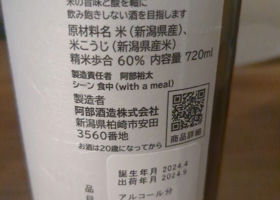 米の旨味と酸を軸に
飲み飽きしない酒を目指します
原材料名 米(新潟県産)、
米こうじ(新潟県産米)
精米歩合 60% 内容量 720ml
製造責任者 阿部裕太
シーン 食中(with a meal)
製造者
阿部酒造株式会社
新潟県柏崎市安田
3560番地
商品詳細
お酒は20歳になってから
誕生年月 2024.4
出荷年月 2024.9
アルコール分
品